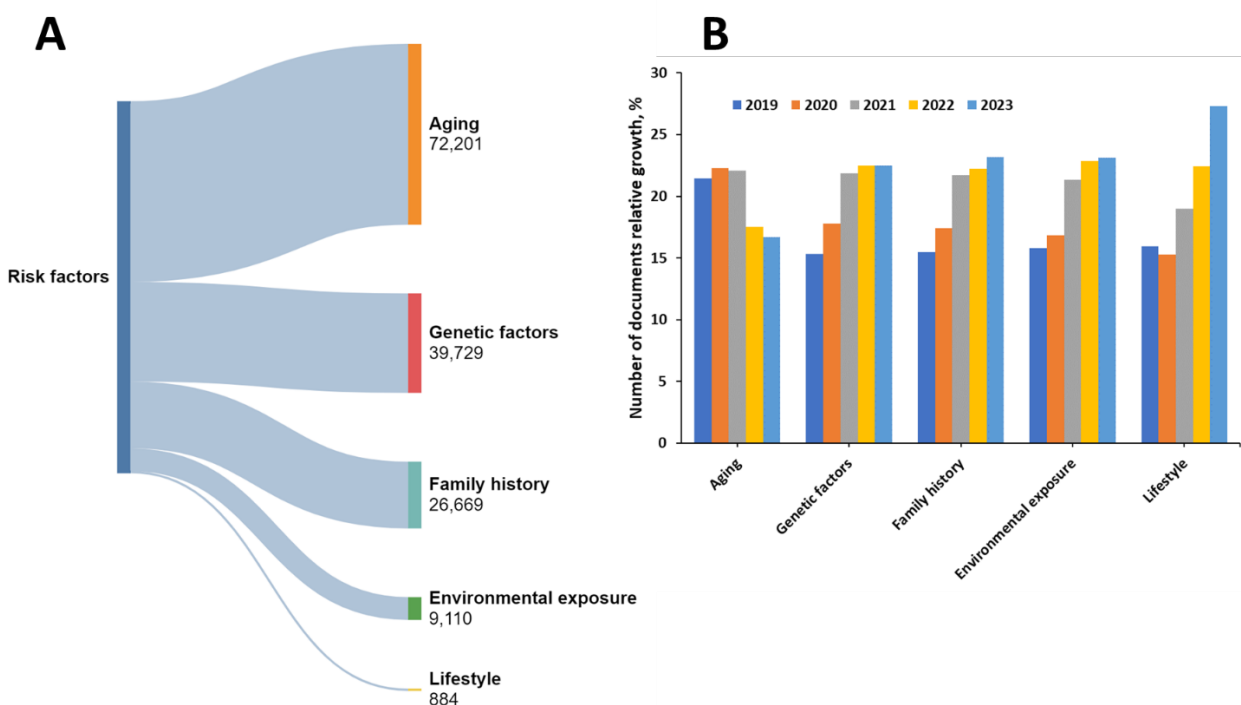 A
Risk factors
Aging
72,201
Genetic factors
39,729
Family history
26,669
Environmental exposure
9,110
Lifestyle
884
B
Number of documents relative growth, %
30
25
20
15
10
5
0
2019 2020 2021 2022 2023
Aging
Genetic factors
Family history
Environmental exposure
Lifestyle